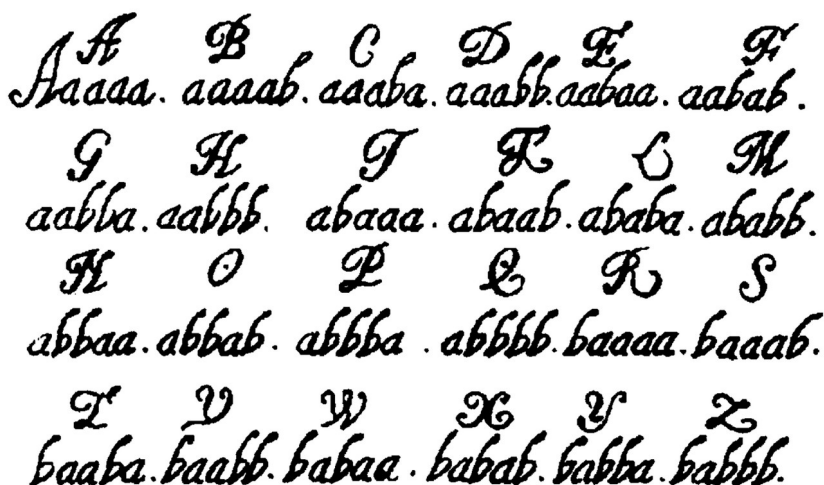 A B C D E F
Aaaaa. aaaab. aaaba. aaabb. aabaa. aabab.
G H I K L M
aabba. aabbb. abaaa. abaab. ababa. ababb.
N O P Q R S
abbaa. abbab. abbba. abbbb. baaaa. baaab.
T V W X Y Z
baaba. baabb. babaa. babab. babba. babbb.